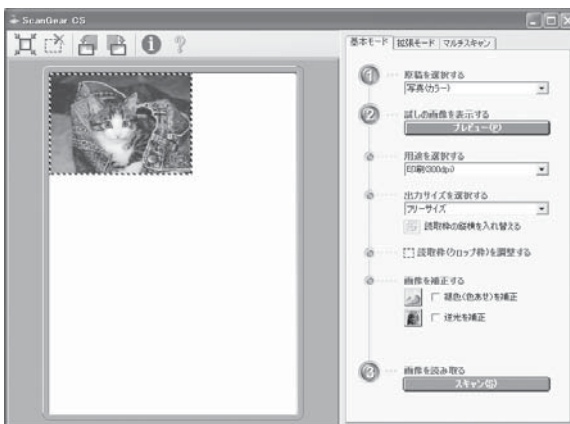 ScanGear CS
基本モード 拡張モード マルチスキャン
① 原稿を選択する
写真(カラー)
② 試しの画像を表示する
プレビュー(P)
用途を選択する
印刷(300dpi)
出力サイズを選択する
フリーサイズ
読取枠の縦横を入れ替える
読取枠(クロップ枠)を調整する
画像を補正する
褪色(色あせ)を補正
逆光を補正
③ 画像を読み取る
スキャン(S)